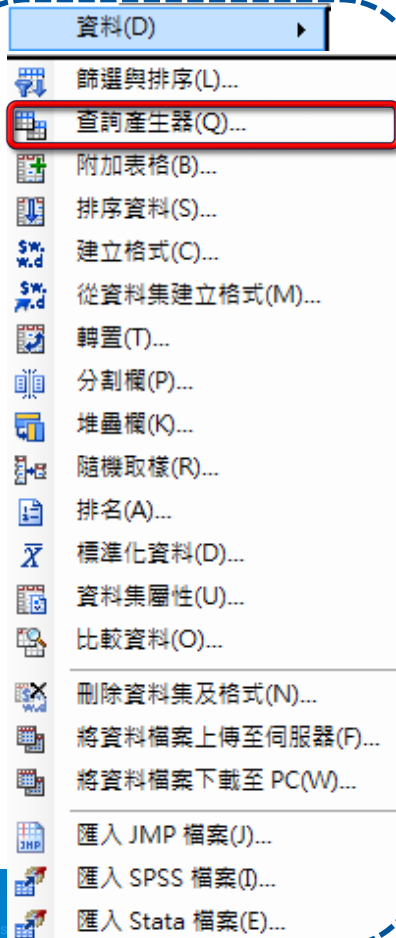 資料(D)
篩選與排序(L)...
查詢產生器(Q)...
附加表格(B)...
排序資料(S)...
建立格式(C)...
從資料集建立格式(M)...
轉置(T)...
分割欄(P)...
堆疊欄(K)...
隨機取樣(R)...
排名(A)...
標準化資料(D)...
資料集屬性(U)...
比較資料(O)...
刪除資料集及格式(N)...
將資料檔案上傳至伺服器(F)...
將資料檔案下載至 PC(W)...
匯入 JMP 檔案(J)...
匯入 SPSS 檔案(I)...
匯入 Stata 檔案(E)...